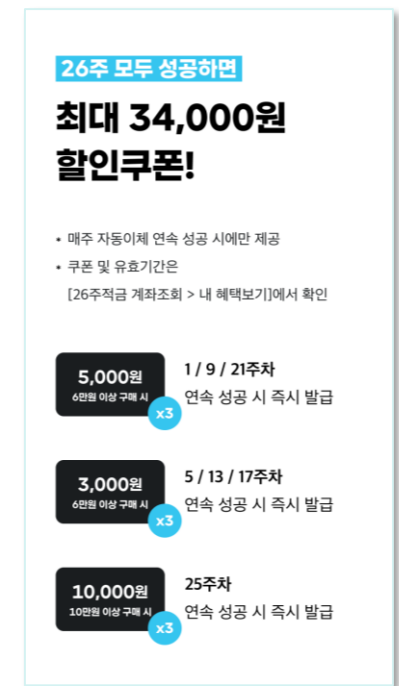 26주 모두 성공하면
최대 34,000원
할인쿠폰!
• 매주 자동이체 연속 성공 시에만 제공
• 쿠폰 및 유효기간은
[26주적금 계좌조회 > 내 혜택보기]에서 확인
5,000원
6만원 이상 구매 시
x3
1 / 9 / 21주차
연속 성공 시 즉시 발급
3,000원
6만원 이상 구매 시
x3
5 / 13 / 17주차
연속 성공 시 즉시 발급
10,000원
10만원 이상 구매 시
x3
25주차
연속 성공 시 즉시 발급